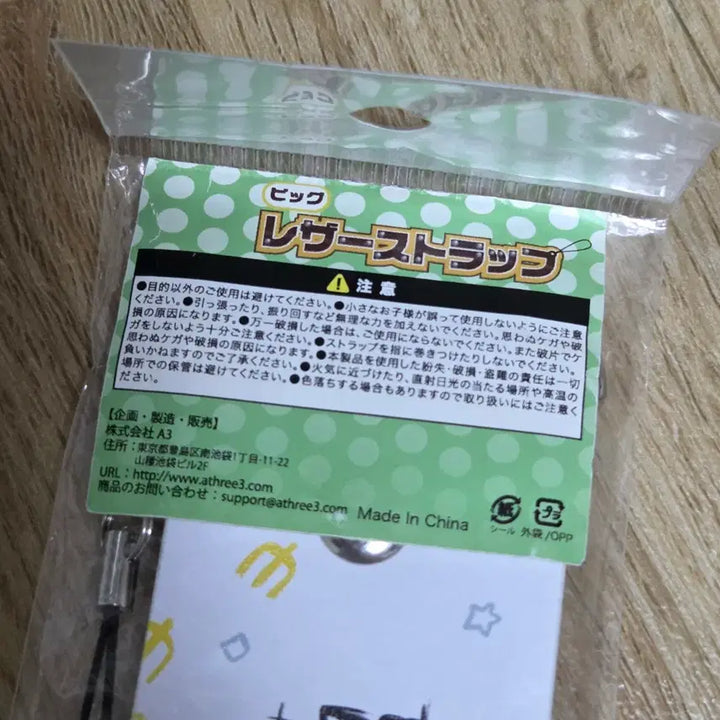 ビッグ
レザーストラップ
注意
●目的以外のご使用は避けてください。●小さなお子様が誤って使用しないようにご注意
ください。●引っ張ったり、振り回すなど無理な力を加えないでください。思わぬケガや破
損の原因になります。●万一破損した場合は、ご使用にならないでください。また破片でケ
ガをしないよう十分ご注意ください。●ストラップを指に巻きつけたりしないでください。
思わぬケガや破損の原因になります。●本製品を使用した紛失・破損・盗難の責任は一切
負いかねますのでご了承ください。●火気に近づけたり、直射日光の当たる場所や高温の
場所での保管は避けてください。●色落ちする場合もありますので取り扱いにはご注意く
ださい。
【企画・製造・販売】
株式会社 A3
住所：東京都豊島区南池袋1丁目-11-22
山種池袋ビル2F
URL：http://www.athree3.com
商品のお問い合わせ：support@athree3.com
Made In China
紙
シール
プラ
外袋/OPP